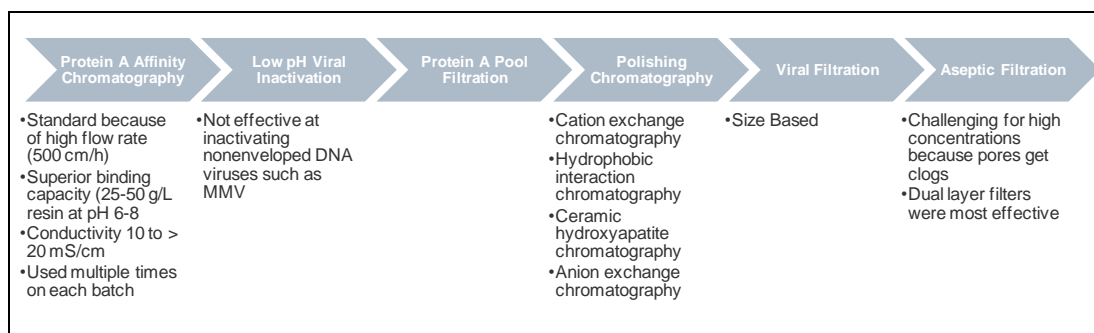 Protein A Affinity
Chromatography
Low pH Viral
Inactivation
Protein A Pool
Filtration
Polishing
Chromatography
Viral Filtration
Aseptic Filtration
•Standard because
of high flow rate
(500 cm/h)
•Superior binding
capacity (25-50 g/L
resin at pH 6-8
•Conductivity 10 to >
20 mS/cm
•Used multiple times
on each batch
•Not effective at
inactivating
nonenveloped DNA
viruses such as
MMV
•Cation exchange
chromatography
•Hydrophobic
interaction
chromatography
•Ceramic
hydroxyapatite
chromatography
•Anion exchange
chromatography
•Size Based
•Challenging for high
concentrations
because pores get
clogs
•Dual layer filters
were most effective